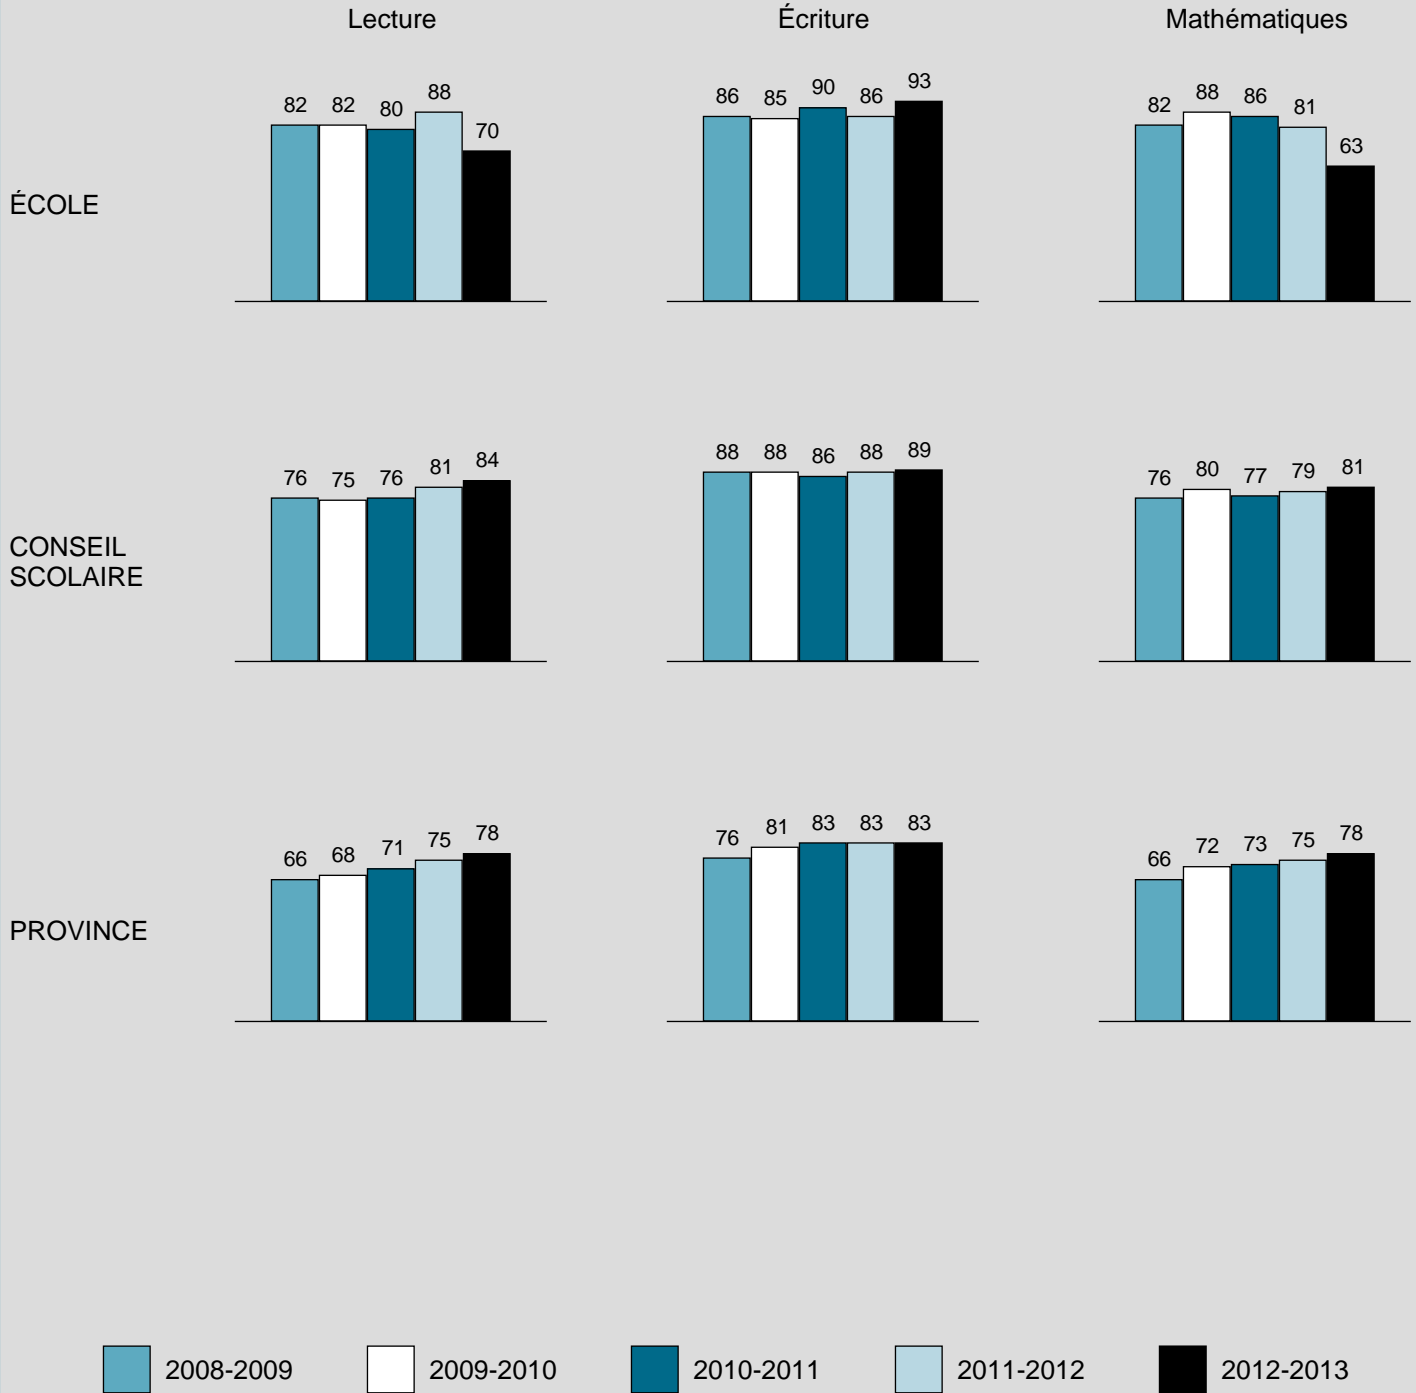 Lecture Écriture Mathématiques
82 82 80 88 70 86 85 90 86 93 82 88 86 81 63
ÉCOLE
76 75 76 81 84 88 88 86 88 89 76 80 77 79 81
CONSEIL
SCOLAIRE
66 68 71 75 78 76 81 83 83 83 66 72 73 75 78
PROVINCE
2008-2009 2009-2010 2010-2011 2011-2012 2012-2013